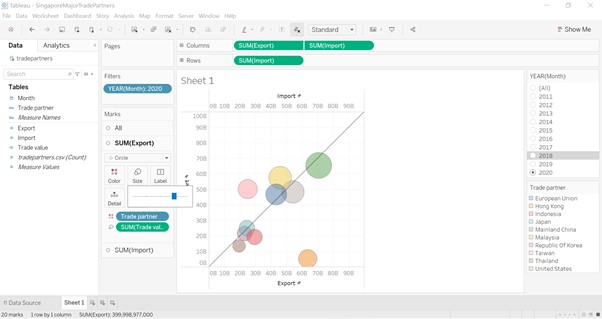 Tableau - SingaporeMajorTradePartners
File Data Worksheet Dashboard Story Analysis Map Format Server Window Help
Standard
Show Me
Data Analytics
tradepartners
Search
Tables
Month
Trade partner
Measure Names
Export
Import
Trade value
tradepartners.csv (Count)
Measure Values
Pages
Filters
YEAR(Month): 2020
Marks
All
SUM(Export)
Circle
Color Size Label
Detail
Trade partner
SUM(Trade val..
SUM(Import)
Columns SUM(Export) SUM(Import)
Rows SUM(Import)
Sheet 1
Import
0B 10B 20B 30B 40B 50B 60B 70B 80B 90B
100B
90B
80B
70B
60B
50B
40B
30B
20B
10B
0B
0B 10B 20B 30B 40B 50B 60B 70B 80B 90B
Export
YEAR(Month)
(All)
2011
2012
2013
2014
2015
2016
2017
2018
2019
2020
Trade partner
European Union
Hong Kong
Indonesia
Japan
Mainland China
Malaysia
Republic Of Korea
Taiwan
Thailand
United States
Data Source Sheet 1
20 marks 1 row by 1 column SUM(Export): 399,998,977,000